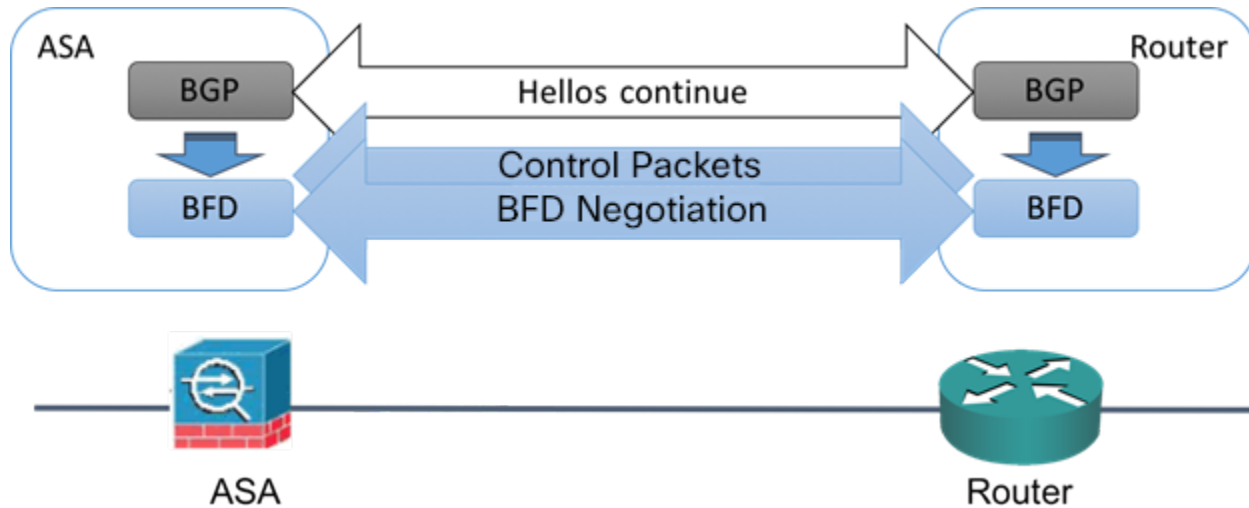 ASA
Router
BGP
Hellos continue
BGP
Control Packets
BFD
BFD Negotiation
BFD
ASA
Router